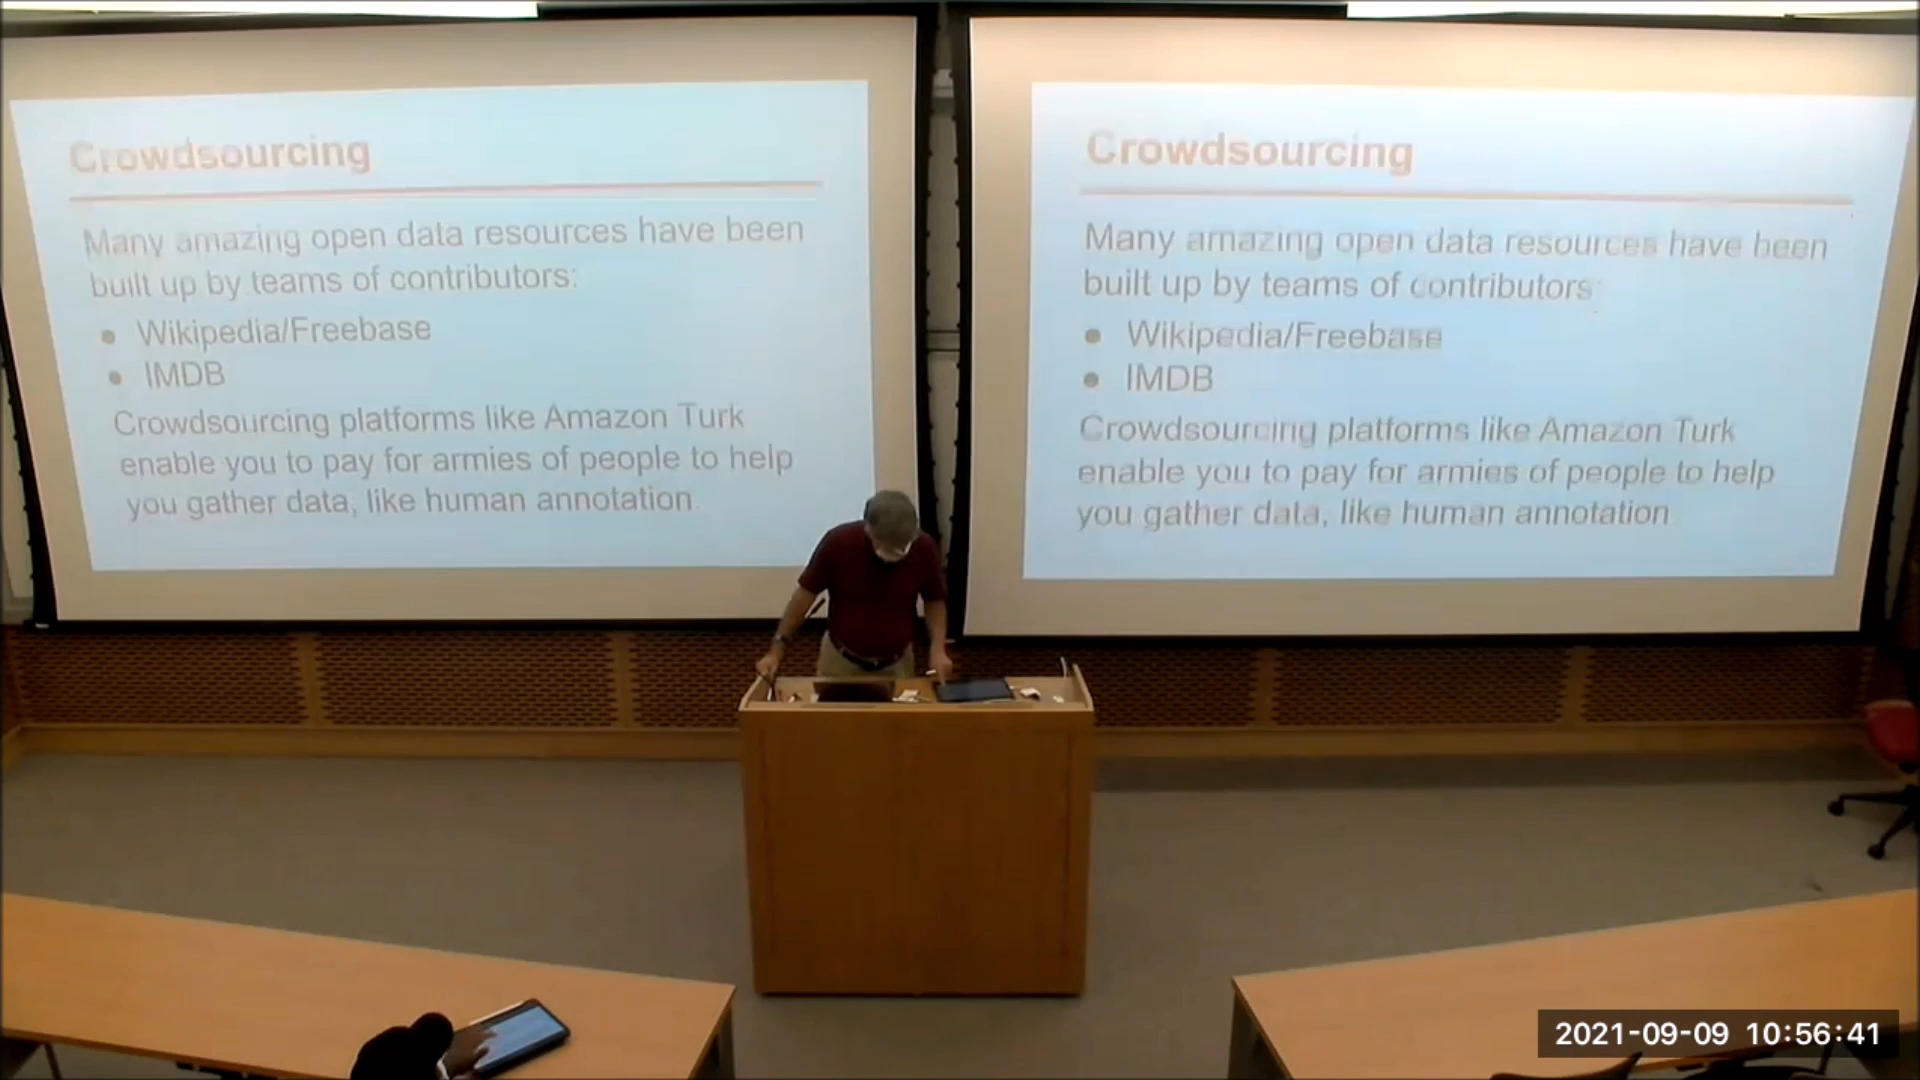 Crowdsourcing
Many amazing open data resources have been
built up by teams of contributors:
● Wikipedia/Freebase
● IMDB
Crowdsourcing platforms like Amazon Turk
enable you to pay for armies of people to help
you gather data, like human annotation.
Crowdsourcing
Many amazing open data resources have been
built up by teams of contributors:
● Wikipedia/Freebase
● IMDB
Crowdsourcing platforms like Amazon Turk
enable you to pay for armies of people to help
you gather data, like human annotation
2021-09-09 10:56:41